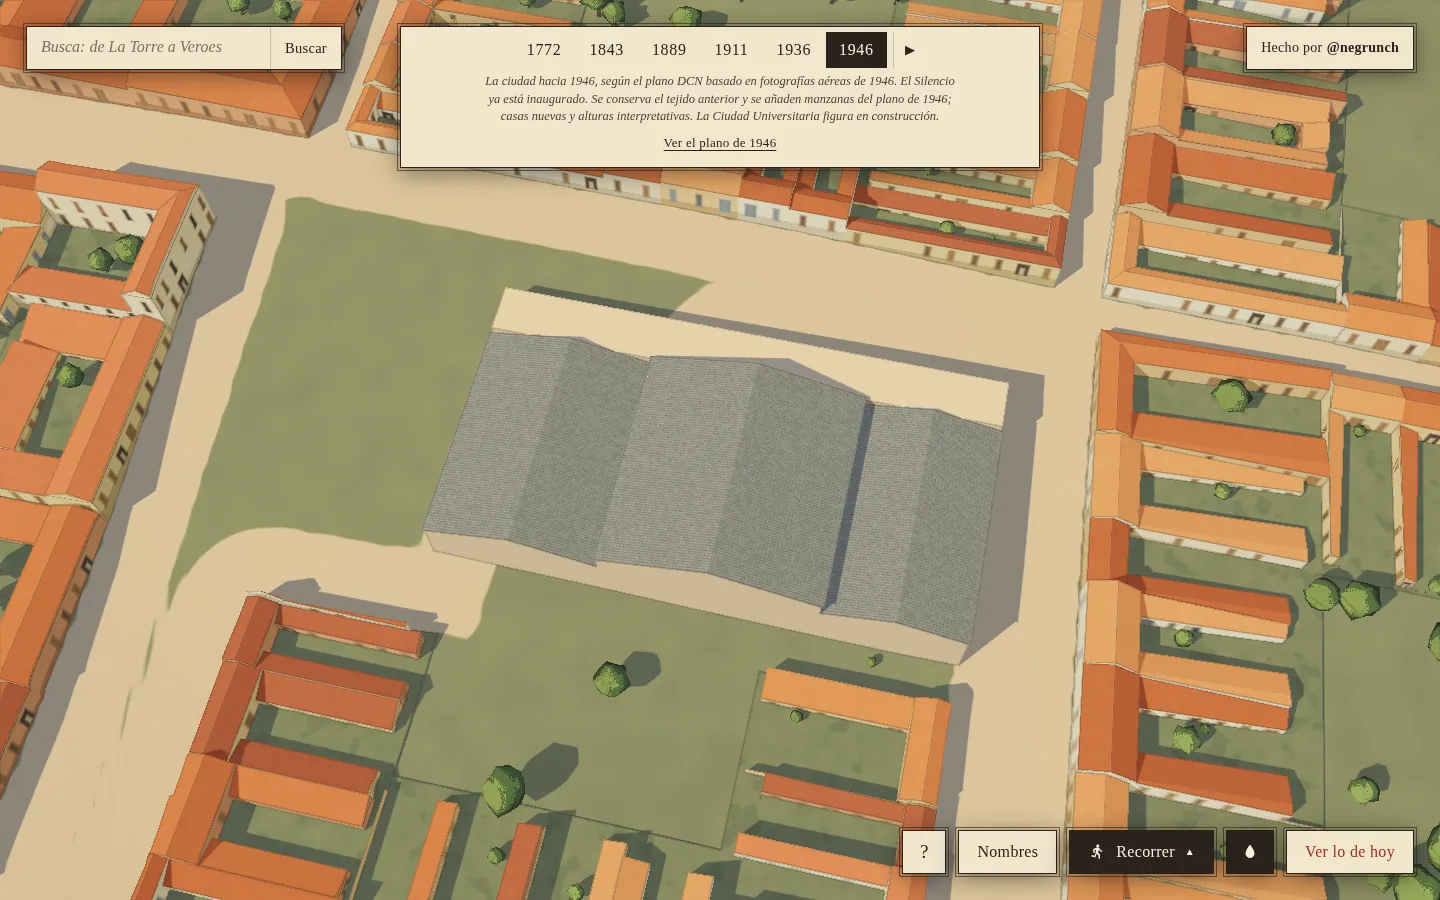 Busca: de La Torre a Veroes
Buscar
1772 1843 1889 1911 1936 1946 ▶
La ciudad hacia 1946, según el plano DCN basado en fotografías aéreas de 1946. El Silencio
ya está inaugurado. Se conserva el tejido anterior y se añaden manzanas del plano de 1946;
casas nuevas y alturas interpretativas. La Ciudad Universitaria figura en construcción.
Ver el plano de 1946
Hecho por @negrunch
?
Nombres
Recorrer ▲
Ver lo de hoy